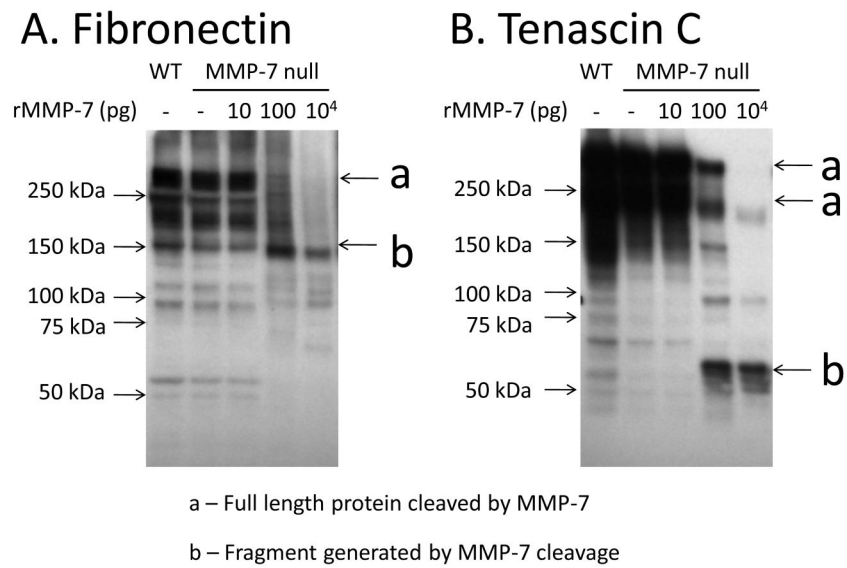 A. Fibronectin
WT MMP-7 null
rMMP-7 (pg) - - 10 100 10⁴
250 kDa
150 kDa
100 kDa
75 kDa
50 kDa
a
b
B. Tenascin C
WT MMP-7 null
rMMP-7 (pg) - - 10 100 10⁴
250 kDa
150 kDa
100 kDa
75 kDa
50 kDa
a
a
b
a – Full length protein cleaved by MMP-7
b – Fragment generated by MMP-7 cleavage